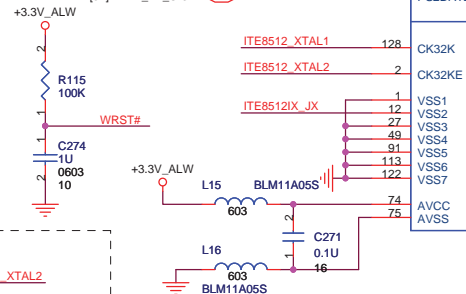 +3.3V_ALW
2
R115
100K
1
WRST#
1
C274
1U
0603
10
2
ITE8512_XTAL1
128
CK32K
ITE8512_XTAL2
2
CK32KE
1
VSS1
ITE8512IX_JX
12
VSS2
27
VSS3
49
VSS4
91
VSS5
113
VSS6
122
VSS7
+3.3V_ALW
L15
BLM11A05S
603
74
AVCC
75
AVSS
2
C271
0.1U
1
16
L16
603
BLM11A05S
_XTAL2